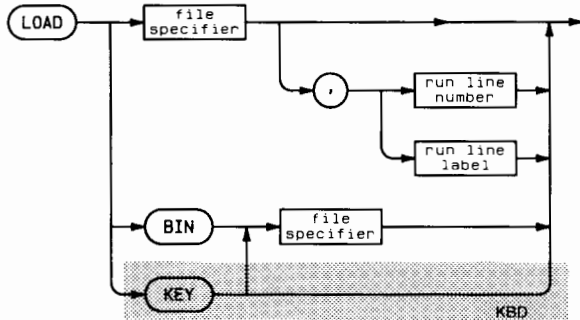 LOAD
file
specifier
,
run line
number
run line
label
BIN
file
specifier
KEY
KBD